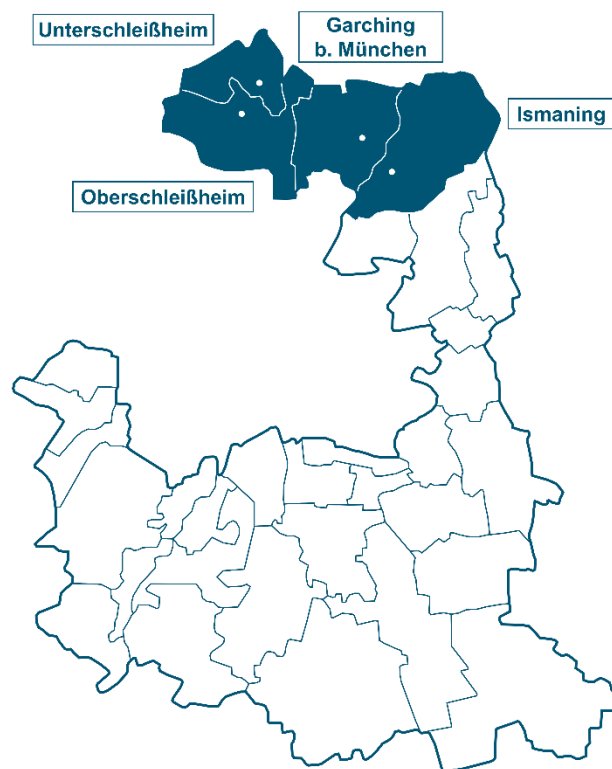 Unterschleißheim
Garching
b. München
Ismaning
Oberschleißheim